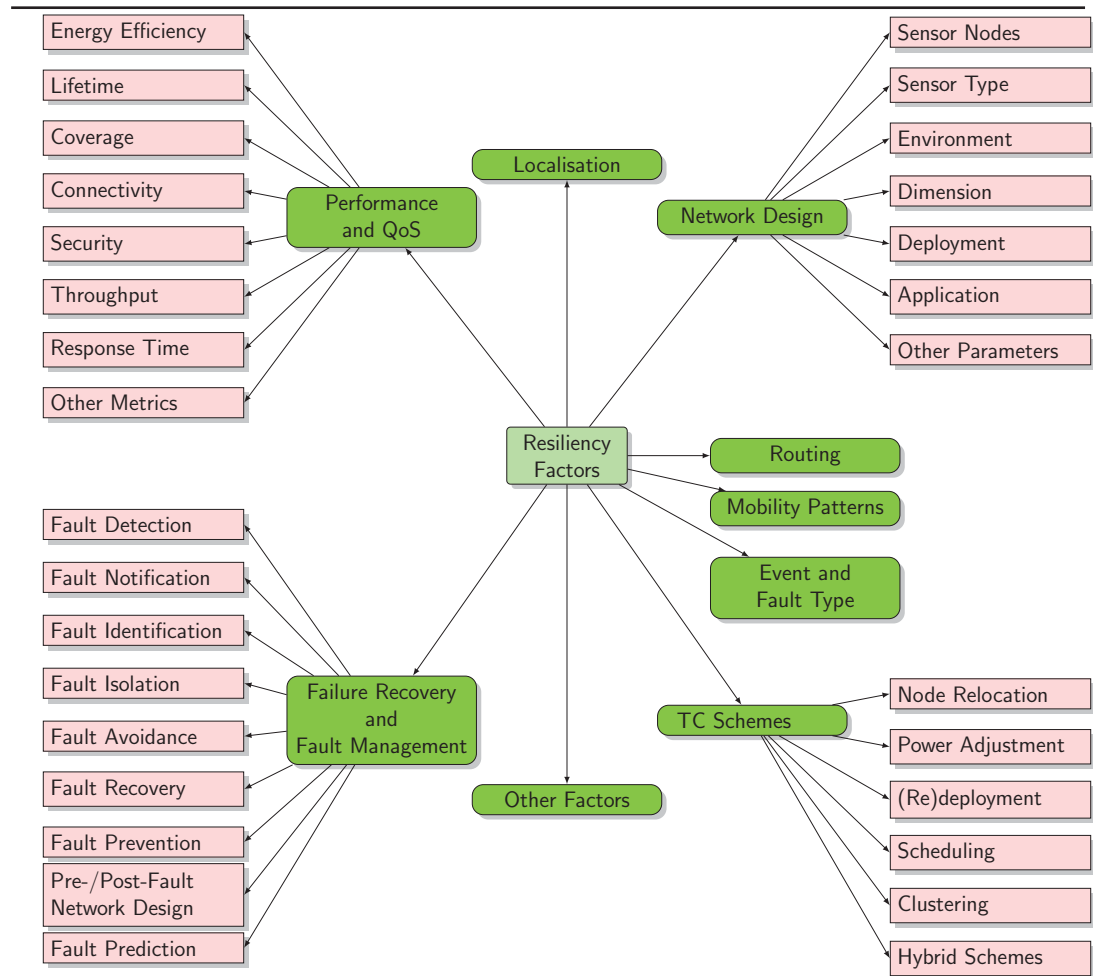 Energy Efficiency
Lifetime
Coverage
Connectivity
Security
Throughput
Response Time
Other Metrics
Performance
and QoS
Localisation
Network Design
Sensor Nodes
Sensor Type
Environment
Dimension
Deployment
Application
Other Parameters
Resiliency
Factors
Routing
Mobility Patterns
Event and
Fault Type
Fault Detection
Fault Notification
Fault Identification
Fault Isolation
Fault Avoidance
Fault Recovery
Fault Prevention
Pre-/Post-Fault
Network Design
Fault Prediction
Failure Recovery
and
Fault Management
Other Factors
TC Schemes
Node Relocation
Power Adjustment
(Re)deployment
Scheduling
Clustering
Hybrid Schemes